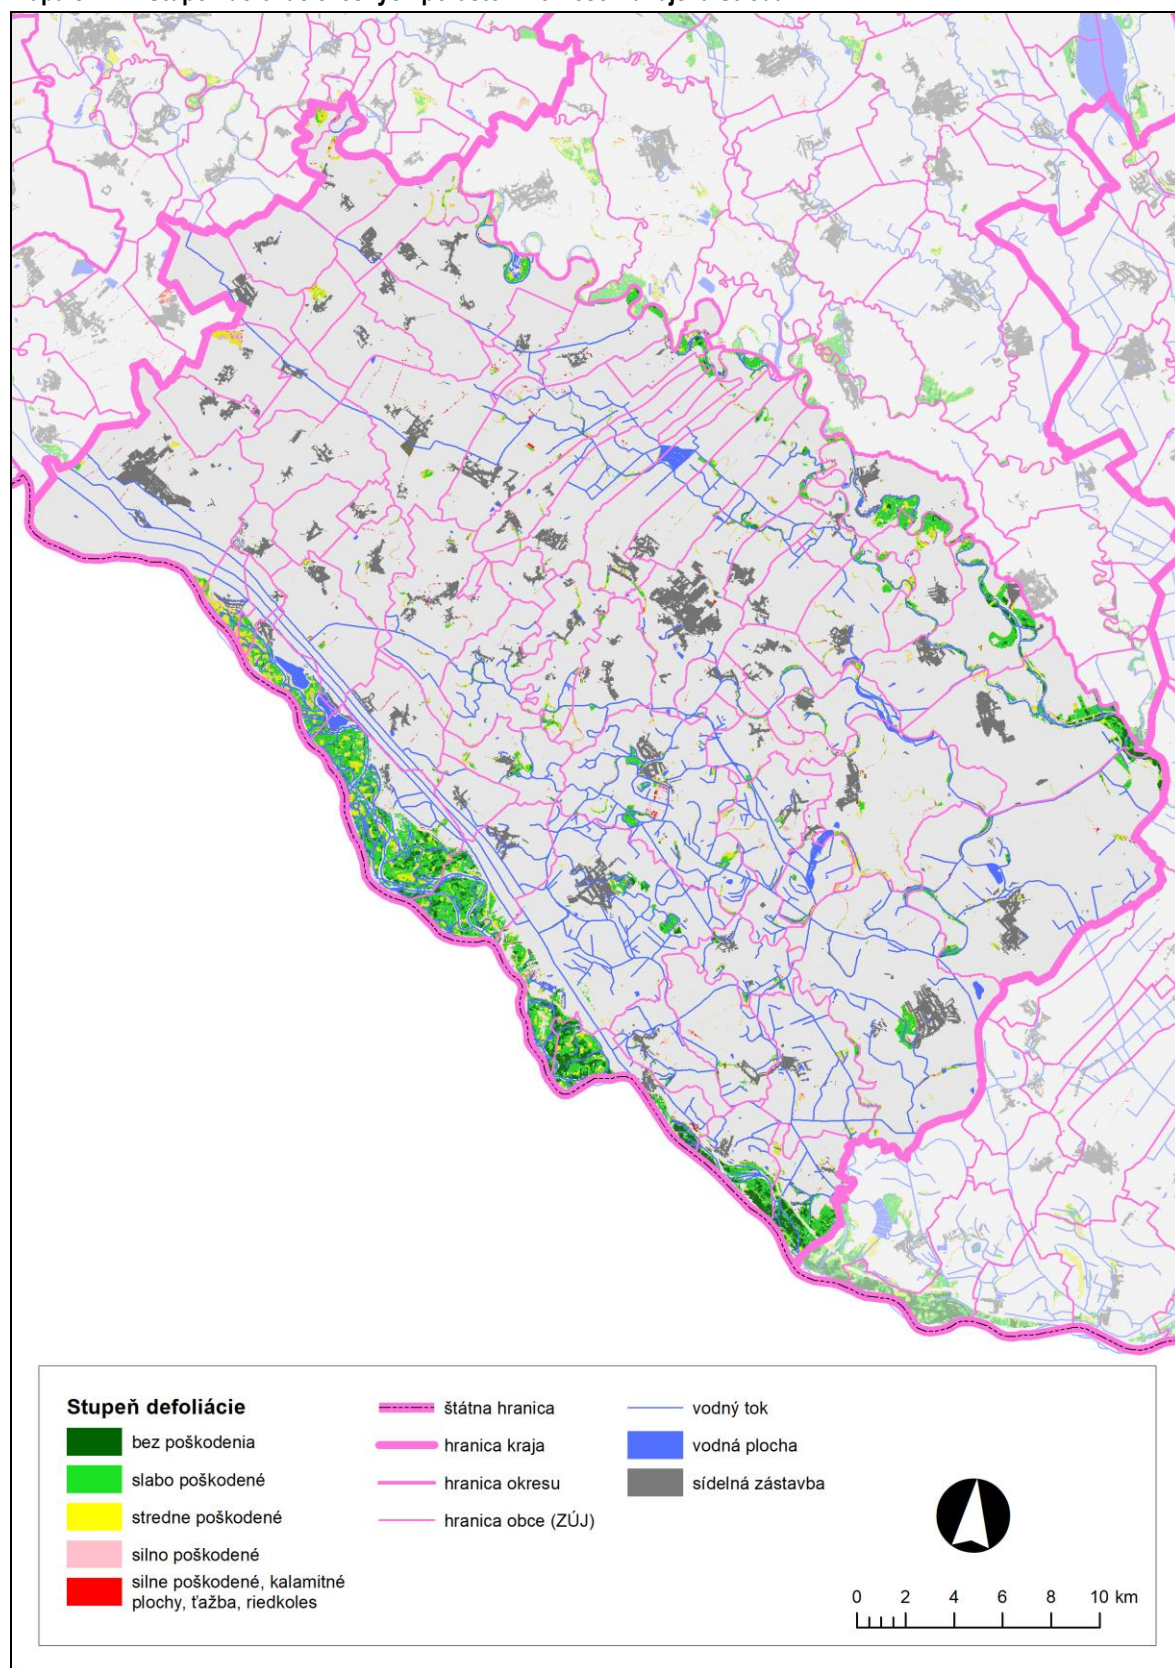 Stupeň defoliácie
bez poškodenia
slabo poškodené
stredne poškodené
silno poškodené
silne poškodené, kalamitné
plochy, ťažba, riedkoles
štátna hranica
hranica kraja
hranica okresu
hranica obce (ZÚJ)
vodný tok
vodná plocha
sídelná zástavba
0 2 4 6 8 10 km